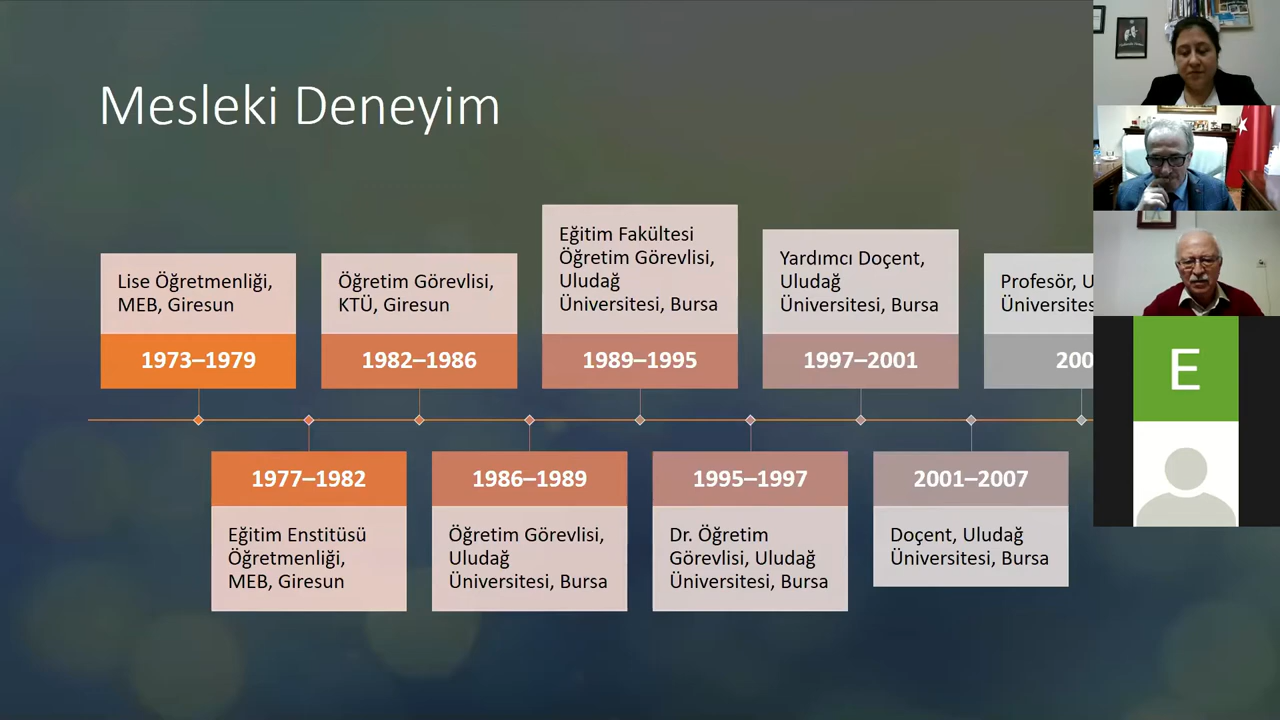 Mesleki Deneyim
Lise Öğretmenliği,
MEB, Giresun
1973–1979
1977–1982
Eğitim Enstitüsü
Öğretmenliği,
MEB, Giresun
Öğretim Görevlisi,
KTÜ, Giresun
1982–1986
1986–1989
Öğretim Görevlisi,
Uludağ
Üniversitesi, Bursa
Eğitim Fakültesi
Öğretim Görevlisi,
Uludağ
Üniversitesi, Bursa
1989–1995
1995–1997
Dr. Öğretim
Görevlisi, Uludağ
Üniversitesi, Bursa
Yardımcı Doçent,
Uludağ
Üniversitesi, Bursa
1997–2001
2001–2007
Doçent, Uludağ
Üniversitesi, Bursa
Profesör, U
Üniversites
200
E